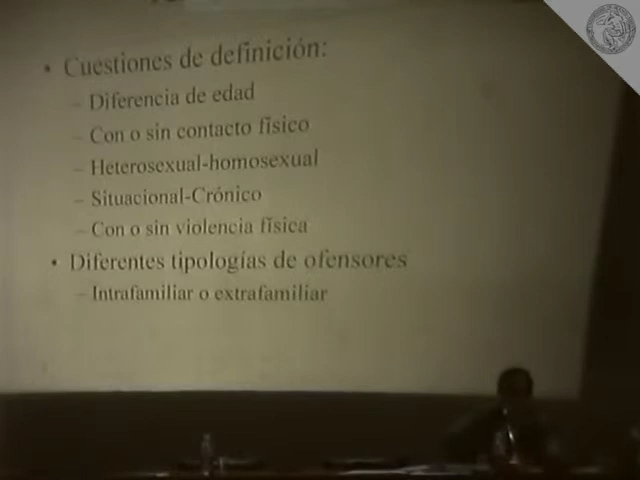 • Cuestiones de definición:
– Diferencia de edad
– Con o sin contacto físico
– Heterosexual-homosexual
– Situacional-Crónico
– Con o sin violencia física
• Diferentes tipologías de ofensores
– Intrafamiliar o extrafamiliar